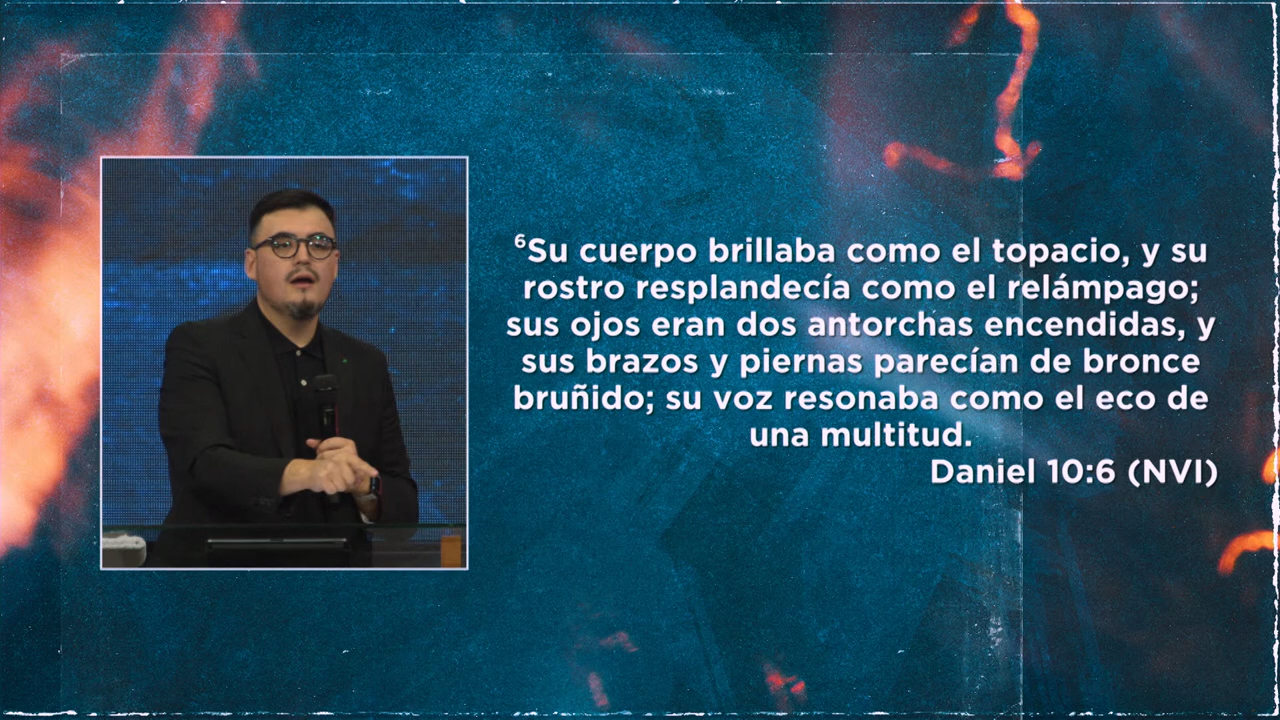 ⁶Su cuerpo brillaba como el topacio, y su
rostro resplandecía como el relámpago;
sus ojos eran dos antorchas encendidas, y
sus brazos y piernas parecían de bronce
bruñido; su voz resonaba como el eco de
una multitud.
Daniel 10:6 (NVI)